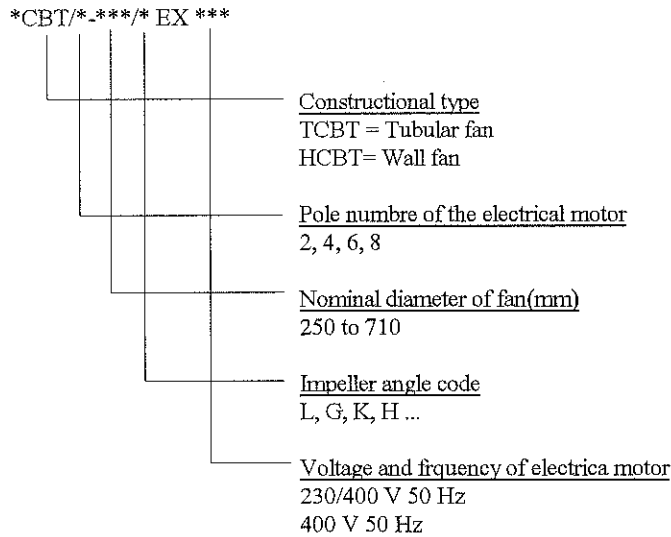 *CBT/*-***/* EX ***
Constructional type
TCBT = Tubular fan
HCBT= Wall fan
Pole numbre of the electrical motor
2, 4, 6, 8
Nominal diameter of fan(mm)
250 to 710
Impeller angle code
L, G, K, H ...
Voltage and frquency of electrica motor
230/400 V 50 Hz
400 V 50 Hz